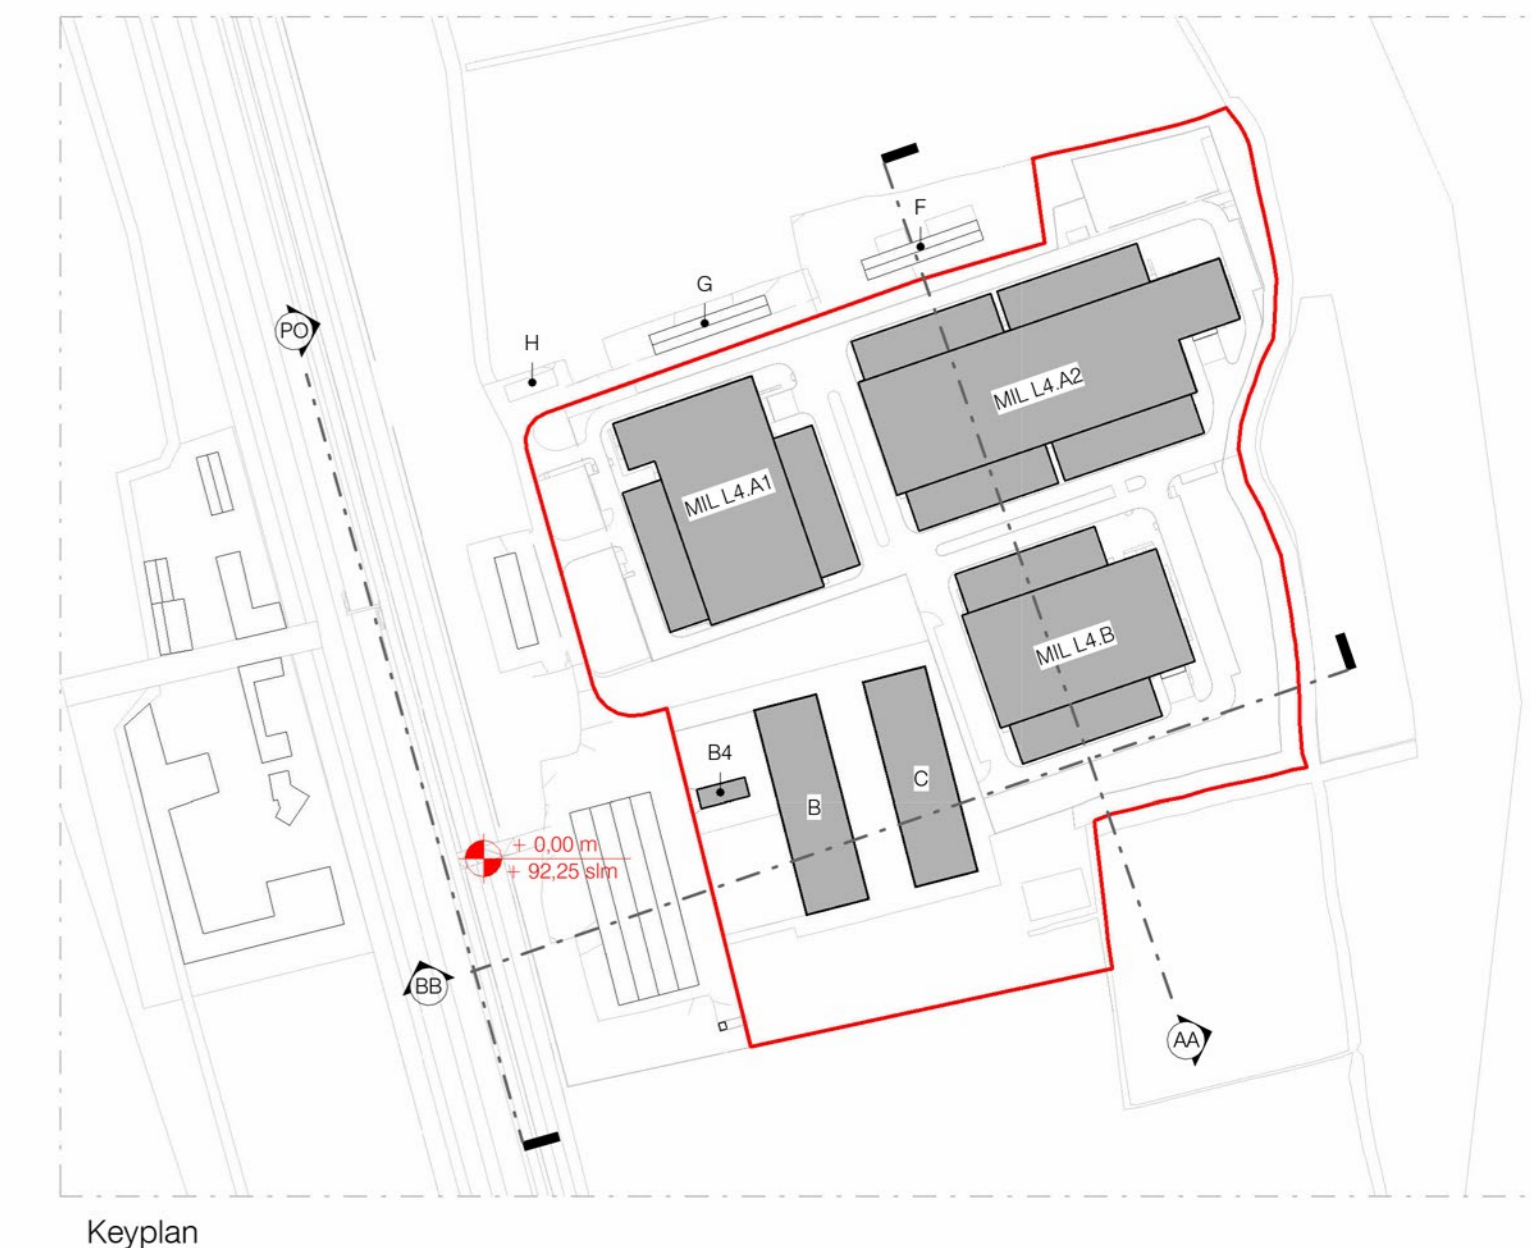 F
G
PO
H
MIL L4.A2
MIL L4.A1
MIL L4.B
B4
C
B
+ 0,00 m
+ 92,25 slm
BB
AA
Keyplan